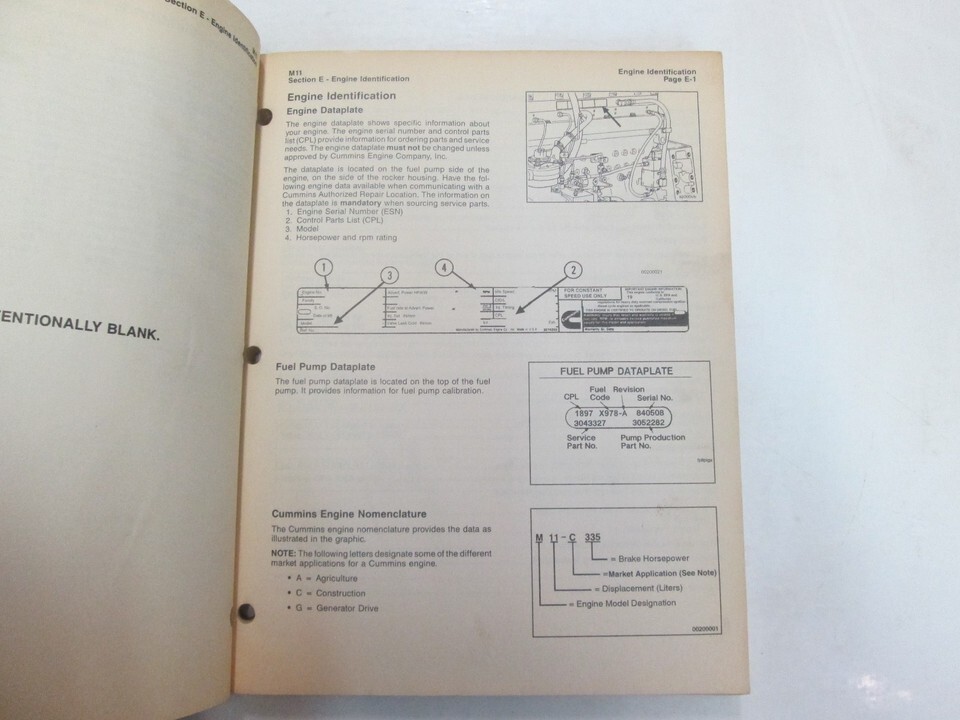 Section E - Engine Identification
ENTIONALLY BLANK.
M11
Section E - Engine Identification
Engine Identification
Page E-1
Engine Identification
Engine Dataplate
The engine dataplate shows specific information about
your engine. The engine serial number and control parts
list (CPL) provide information for ordering parts and service
needs. The engine dataplate must not be changed unless
approved by Cummins Engine Company, Inc.
The dataplate is located on the fuel pump side of the
engine, on the side of the rocker housing. Have the fol-
lowing engine data available when communicating with a
Cummins Authorized Repair Location. The information on
the dataplate is mandatory when sourcing service parts.
1. Engine Serial Number (ESN)
2. Control Parts List (CPL)
3. Model
4. Horsepower and rpm rating
00200021
1
3
4
2
Engine No.
Family
Model
CPL
FOR CONSTANT
SPEED USE ONLY
IMPORTANT ENGINE INFORMATION
Fuel Pump Dataplate
The fuel pump dataplate is located on the top of the fuel
pump. It provides information for fuel pump calibration.
FUEL PUMP DATAPLATE
Fuel Revision
CPL Code Serial No.
1897 X978-A 840508
3043327 3052282
Service Pump Production
Part No. Part No.
Cummins Engine Nomenclature
The Cummins engine nomenclature provides the data as
illustrated in the graphic.
NOTE: The following letters designate some of the different
market applications for a Cummins engine.
• A = Agriculture
• C = Construction
• G = Generator Drive
M 11 - C 335
= Brake Horsepower
=Market Application (See Note)
= Displacement (Liters)
= Engine Model Designation
00200001